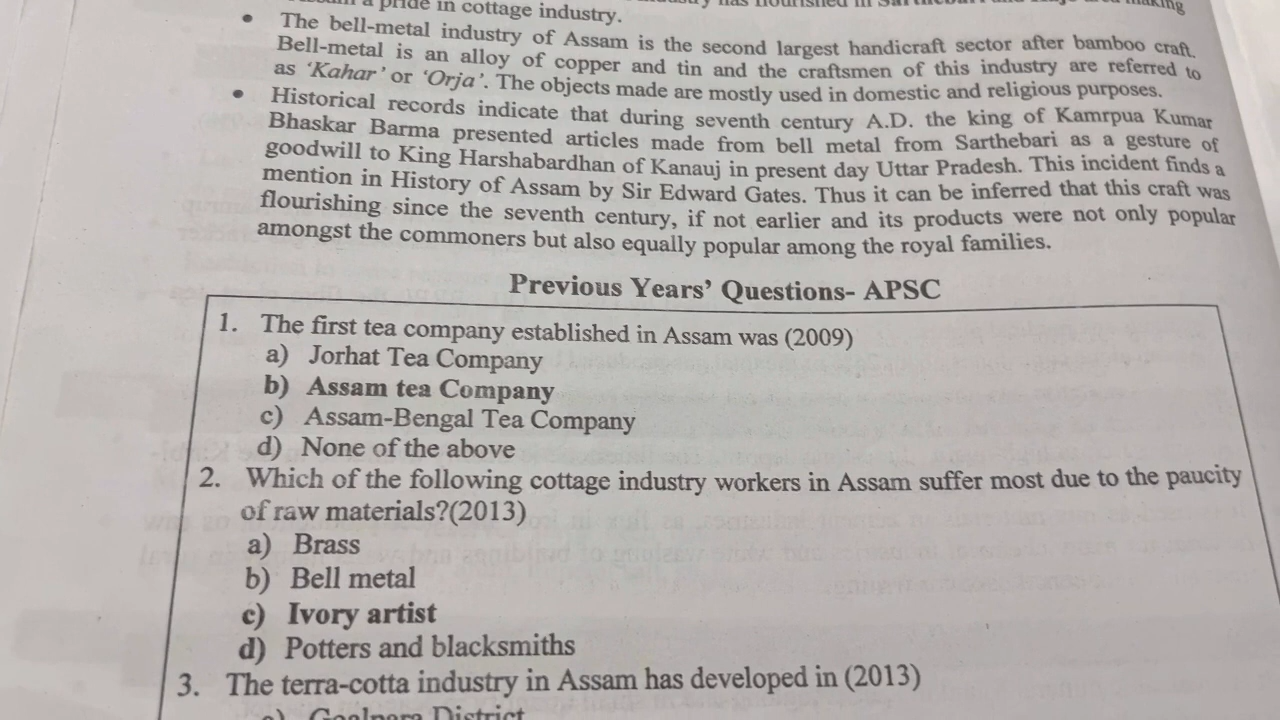 a pride in cottage industry.
• The bell-metal industry of Assam is the second largest handicraft sector after bamboo craft.
Bell-metal is an alloy of copper and tin and the craftsmen of this industry are referred to
as ‘Kahar’ or ‘Orja’. The objects made are mostly used in domestic and religious purposes.
• Historical records indicate that during seventh century A.D. the king of Kamrpua Kumar
Bhaskar Barma presented articles made from bell metal from Sarthebari as a gesture of
goodwill to King Harshabardhan of Kanauj in present day Uttar Pradesh. This incident finds a
mention in History of Assam by Sir Edward Gates. Thus it can be inferred that this craft was
flourishing since the seventh century, if not earlier and its products were not only popular
amongst the commoners but also equally popular among the royal families.
Previous Years’ Questions- APSC
1. The first tea company established in Assam was (2009)
a) Jorhat Tea Company
b) Assam tea Company
c) Assam-Bengal Tea Company
d) None of the above
2. Which of the following cottage industry workers in Assam suffer most due to the paucity
of raw materials?(2013)
a) Brass
b) Bell metal
c) Ivory artist
d) Potters and blacksmiths
3. The terra-cotta industry in Assam has developed in (2013)
a) Goalpara District